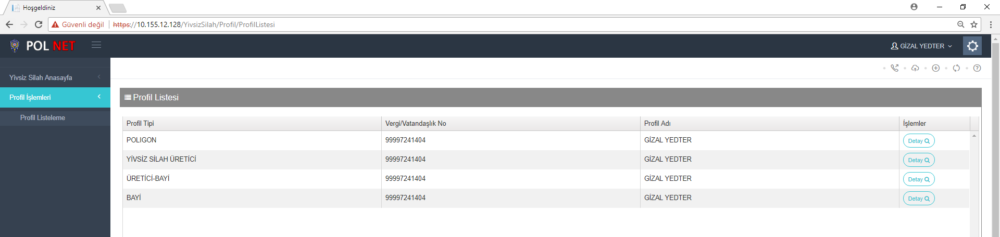 Hoşgeldiniz
Güvenli değil https://10.155.12.128/YivsizSilah/Profil/ProfilListesi
POL NET
GİZAL YEDTER
Yivsiz Silah Anasayfa
Profil İşlemleri
Profil Listeleme
Profil Listesi
Profil Tipi Vergi/Vatandaşlık No Profil Adı İşlemler
POLIGON 99997241404 GİZAL YEDTER Detay
YİVSİZ SİLAH ÜRETİCİ 99997241404 GİZAL YEDTER Detay
ÜRETİCİ-BAYİ 99997241404 GİZAL YEDTER Detay
BAYİ 99997241404 GİZAL YEDTER Detay